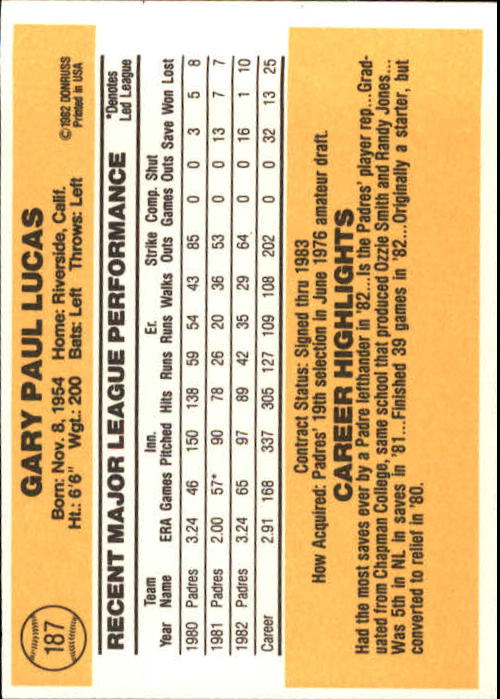 187
GARY PAUL LUCAS
Born: Nov. 8, 1954 Home: Riverside, Calif.
Ht.: 6'6" Wgt.: 200 Bats: Left Throws: Left
©1982 DONRUSS
Printed in USA
RECENT MAJOR LEAGUE PERFORMANCE
*Denotes
Led League
Team Inn. Er. Strike Comp. Shut
Year Name ERA Games Pitched Hits Runs Runs Walks Outs Games Outs Save Won Lost
1980 Padres 3.24 46 150 138 59 54 43 85 0 0 3 5 8
1981 Padres 2.00 57* 90 78 26 20 36 53 0 0 13 7 7
1982 Padres 3.24 65 97 89 42 35 29 64 0 0 16 1 10
Career 2.91 168 337 305 127 109 108 202 0 0 32 13 25
Contract Status: Signed thru 1983
How Acquired: Padres' 19th selection in June 1976 amateur draft.
CAREER HIGHLIGHTS
Had the most saves ever by a Padre lefthander in '82...Is the Padres' player rep...Grad-
uated from Chapman College, same school that produced Ozzie Smith and Randy Jones...
Was 5th in NL in saves in '81...Finished 39 games in '82...Originally a starter, but
converted to relief in '80.